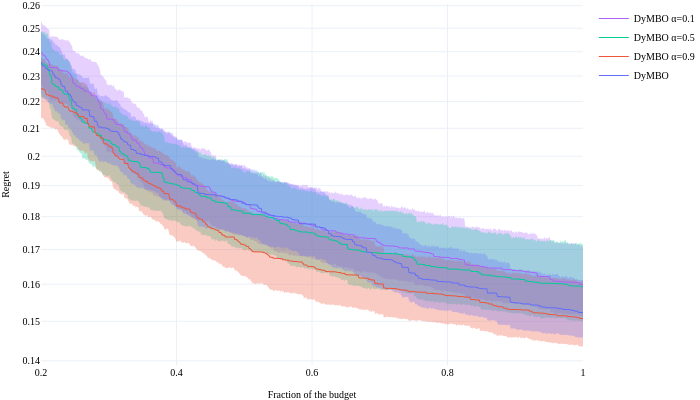 0.26
0.25
0.24
0.23
0.22
0.21
0.2
0.19
0.18
0.17
0.16
0.15
0.14
Regret
0.2 0.4 0.6 0.8 1
Fraction of the budget
DyMBO α=0.1
DyMBO α=0.5
DyMBO α=0.9
DyMBO